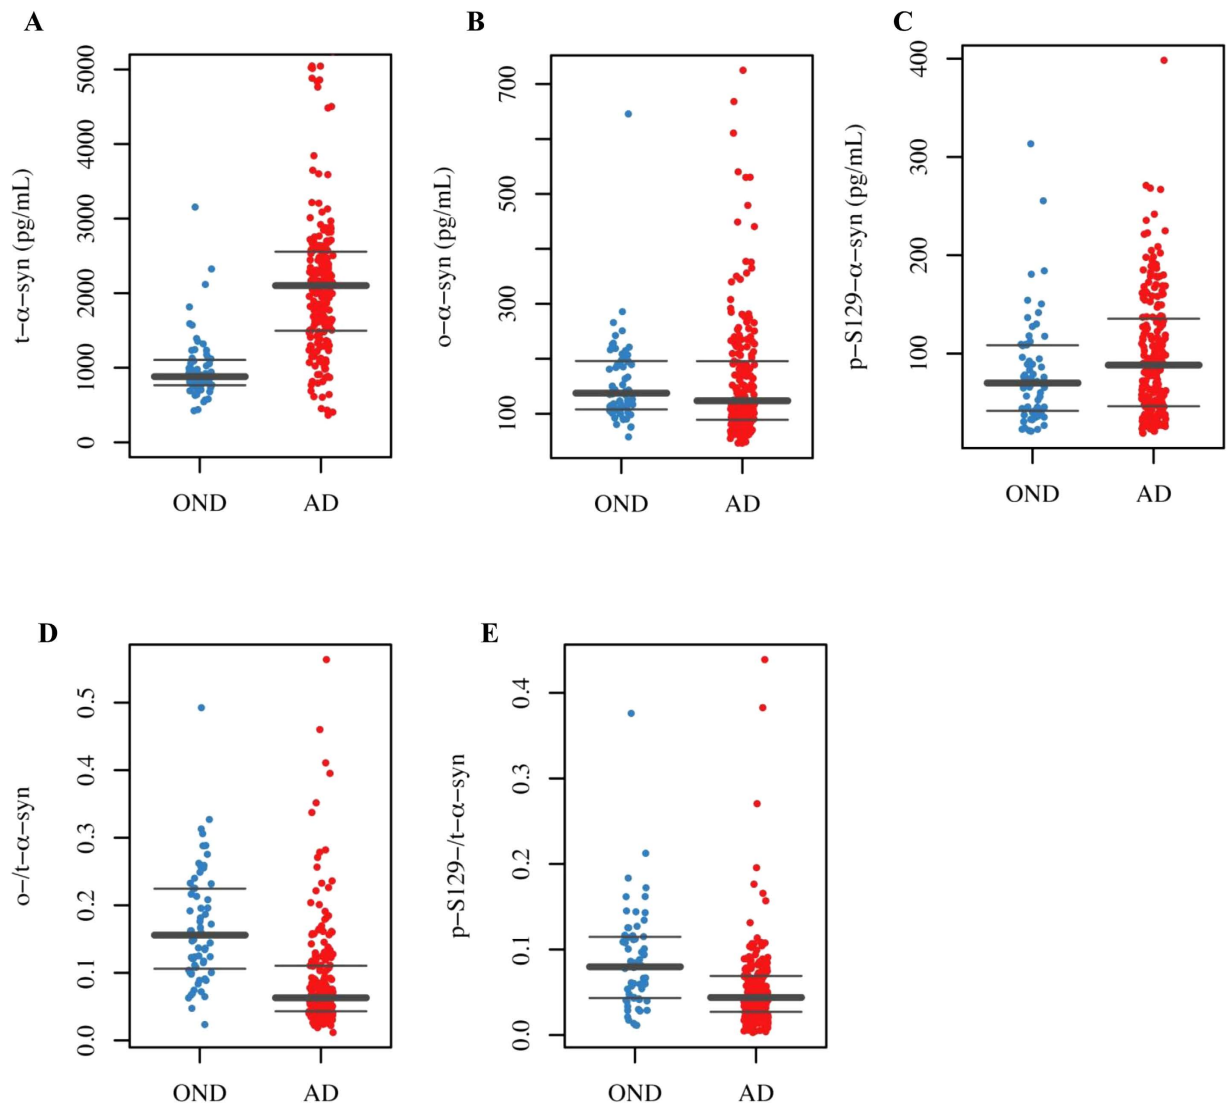 A
t−α−syn (pg/mL)
0
1000
2000
3000
4000
5000
OND
AD
B
o−α−syn (pg/mL)
100
300
500
700
OND
AD
C
p−S129−α−syn (pg/mL)
100
200
300
400
OND
AD
D
o−/t−α−syn
0.0
0.1
0.2
0.3
0.4
0.5
OND
AD
E
p−S129−/t−α−syn
0.0
0.1
0.2
0.3
0.4
OND
AD